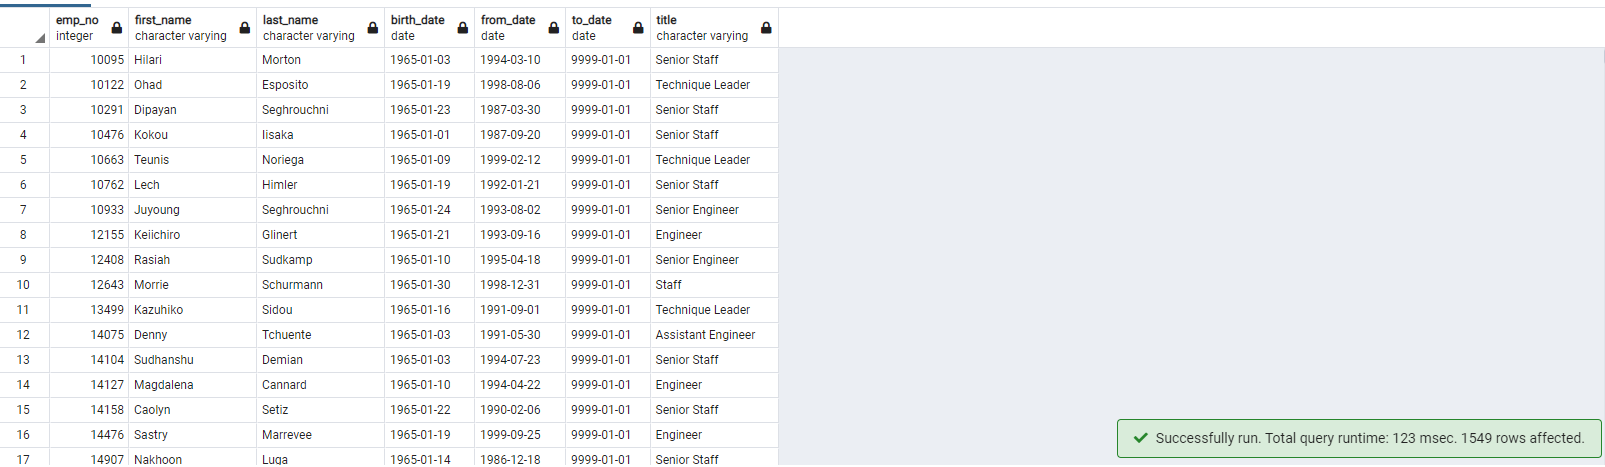 emp_no first_name last_name birth_date from_date to_date title
integer character varying character varying date date date character varying
1 10095 Hilari Morton 1965-01-03 1994-03-10 9999-01-01 Senior Staff
2 10122 Ohad Esposito 1965-01-19 1998-08-06 9999-01-01 Technique Leader
3 10291 Dipayan Seghrouchni 1965-01-23 1987-03-30 9999-01-01 Senior Staff
4 10476 Kokou Iisaka 1965-01-01 1987-09-20 9999-01-01 Senior Staff
5 10663 Teunis Noriega 1965-01-09 1999-02-12 9999-01-01 Technique Leader
6 10762 Lech Himler 1965-01-19 1992-01-21 9999-01-01 Senior Staff
7 10933 Juyoung Seghrouchni 1965-01-24 1993-08-02 9999-01-01 Senior Engineer
8 12155 Keiichiro Glinert 1965-01-21 1993-09-16 9999-01-01 Engineer
9 12408 Rasiah Sudkamp 1965-01-10 1995-04-18 9999-01-01 Senior Engineer
10 12643 Morrie Schurmann 1965-01-30 1998-12-31 9999-01-01 Staff
11 13499 Kazuhiko Sidou 1965-01-16 1991-09-01 9999-01-01 Technique Leader
12 14075 Denny Tchuente 1965-01-03 1991-05-30 9999-01-01 Assistant Engineer
13 14104 Sudhanshu Demian 1965-01-03 1994-07-23 9999-01-01 Senior Staff
14 14127 Magdalena Cannard 1965-01-10 1994-04-22 9999-01-01 Engineer
15 14158 Caolyn Setiz 1965-01-22 1990-02-06 9999-01-01 Senior Staff
16 14476 Sastry Marrevee 1965-01-19 1999-09-25 9999-01-01 Engineer
Successfully run. Total query runtime: 123 msec. 1549 rows affected.
17 14907 Nakhoon Luga 1965-01-14 1986-12-18 9999-01-01 Senior Staff